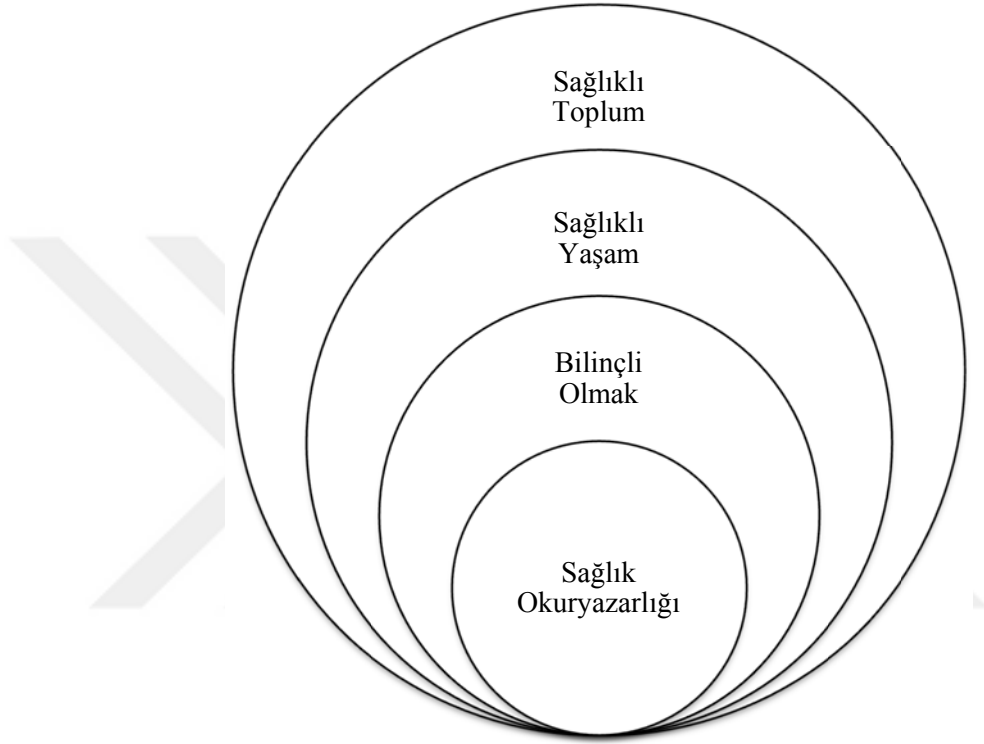 Sağlıklı
Toplum
Sağlıklı
Yaşam
Bilinçli
Olmak
Sağlık
Okuryazarlığı